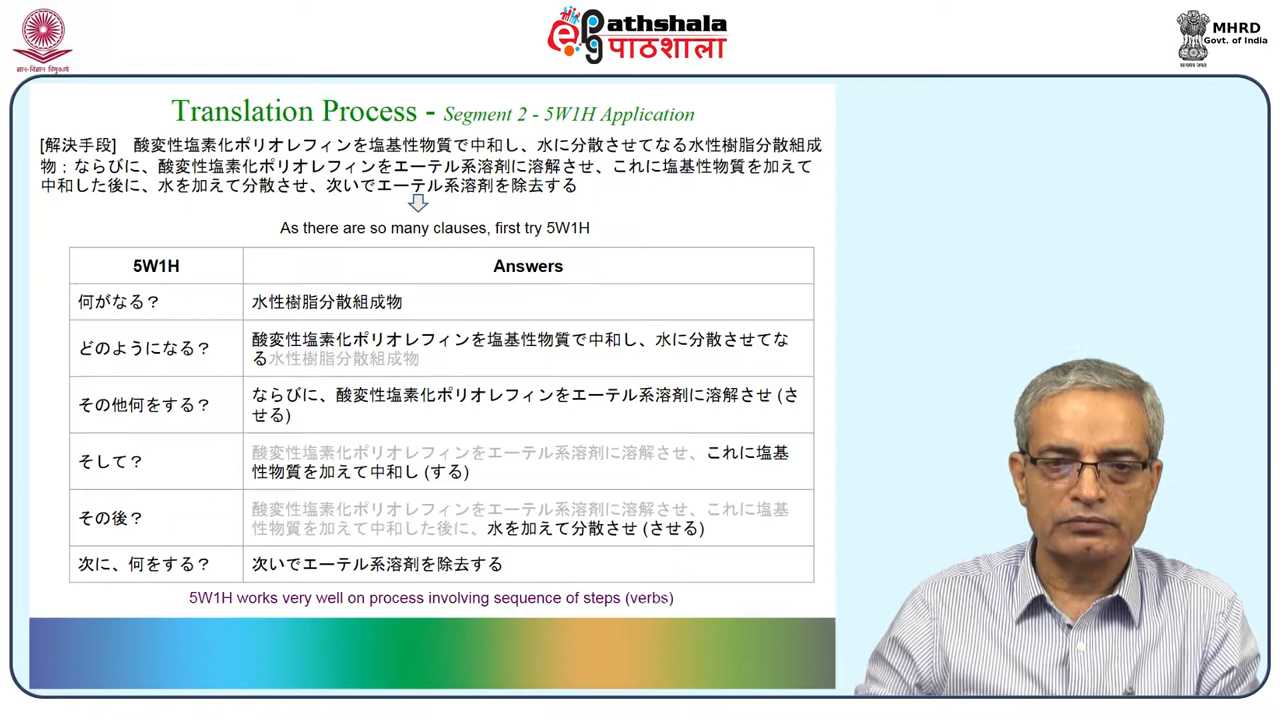 ज्ञान-विज्ञान विमुक्तये
epathshala
पाठशाला
MHRD
Govt. of India
सत्यमेव जयते
Translation Process - Segment 2 - 5W1H Application
[解決手段]　酸変性塩素化ポリオレフィンを塩基性物質で中和し、水に分散させてなる水性樹脂分散組成
物；ならびに、酸変性塩素化ポリオレフィンをエーテル系溶剤に溶解させ、これに塩基性物質を加えて
中和した後に、水を加えて分散させ、次いでエーテル系溶剤を除去する
As there are so many clauses, first try 5W1H
5W1H Answers
何がなる？ 水性樹脂分散組成物
どのようになる？ 酸変性塩素化ポリオレフィンを塩基性物質で中和し、水に分散させてな
る水性樹脂分散組成物
その他何をする？ ならびに、酸変性塩素化ポリオレフィンをエーテル系溶剤に溶解させ (さ
せる)
そして？ 酸変性塩素化ポリオレフィンをエーテル系溶剤に溶解させ、これに塩基
性物質を加えて中和し (する)
その後？ 酸変性塩素化ポリオレフィンをエーテル系溶剤に溶解させ、これに塩基
性物質を加えて中和した後に、水を加えて分散させ (させる)
次に、何をする？ 次いでエーテル系溶剤を除去する
5W1H works very well on process involving sequence of steps (verbs)